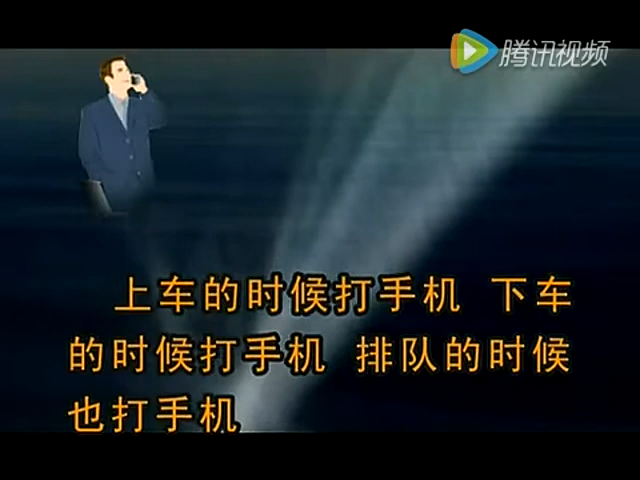 腾讯视频
上车的时候打手机 下车
的时候打手机 排队的时候
也打手机